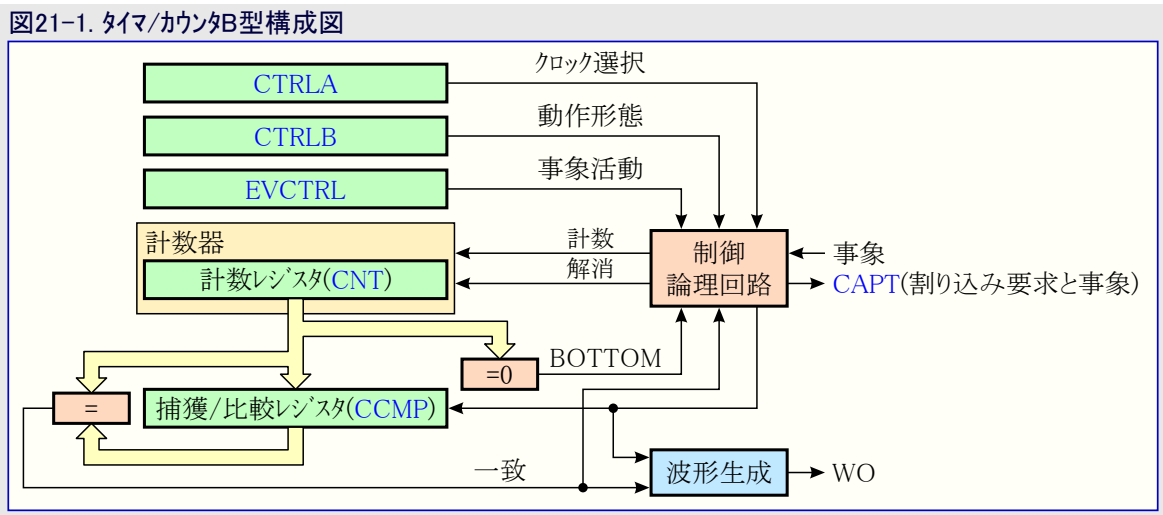 図21-1. タイマ/カウンタB型構成図
CTRLA
クロック選択
CTRLB
動作形態
EVCTRL
事象活動
計数器
計数レジスタ(CNT)
計数
解消
制御
論理回路
事象
CAPT(割り込み要求と事象)
=0
BOTTOM
=
捕獲/比較レジスタ(CCMP)
一致
波形生成
WO